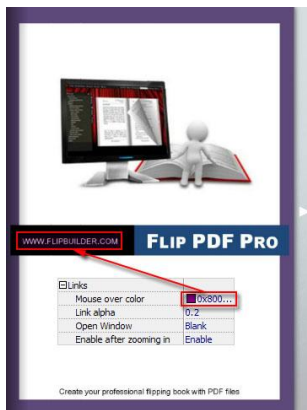 WWW.FLIPBUILDER.COM
FLIP PDF PRO
Links
Mouse over color 0x800...
Link alpha 0.2
Open Window Blank
Enable after zooming in Enable
Create your professional flipping book with PDF files